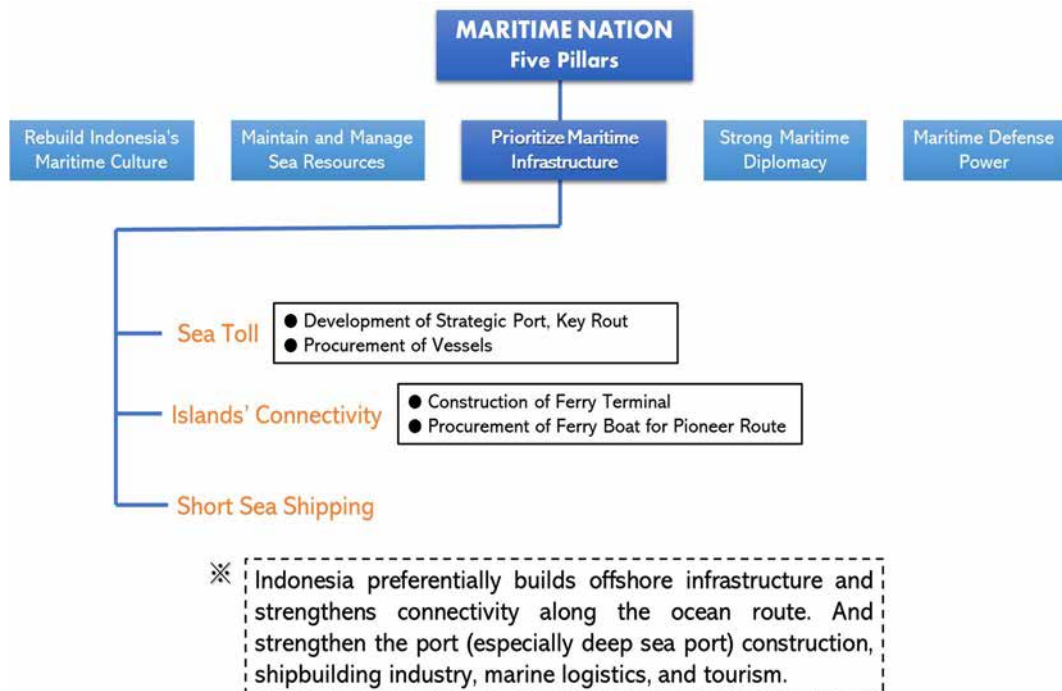 MARITIME NATION
Five Pillars
Rebuild Indonesia's
Maritime Culture
Maintain and Manage
Sea Resources
Prioritize Maritime
Infrastructure
Strong Maritime
Diplomacy
Maritime Defense
Power
Sea Toll
● Development of Strategic Port, Key Rout
● Procurement of Vessels
Islands' Connectivity
● Construction of Ferry Terminal
● Procurement of Ferry Boat for Pioneer Route
Short Sea Shipping
※ Indonesia preferentially builds offshore infrastructure and
strengthens connectivity along the ocean route. And
strengthen the port (especially deep sea port) construction,
shipbuilding industry, marine logistics, and tourism.